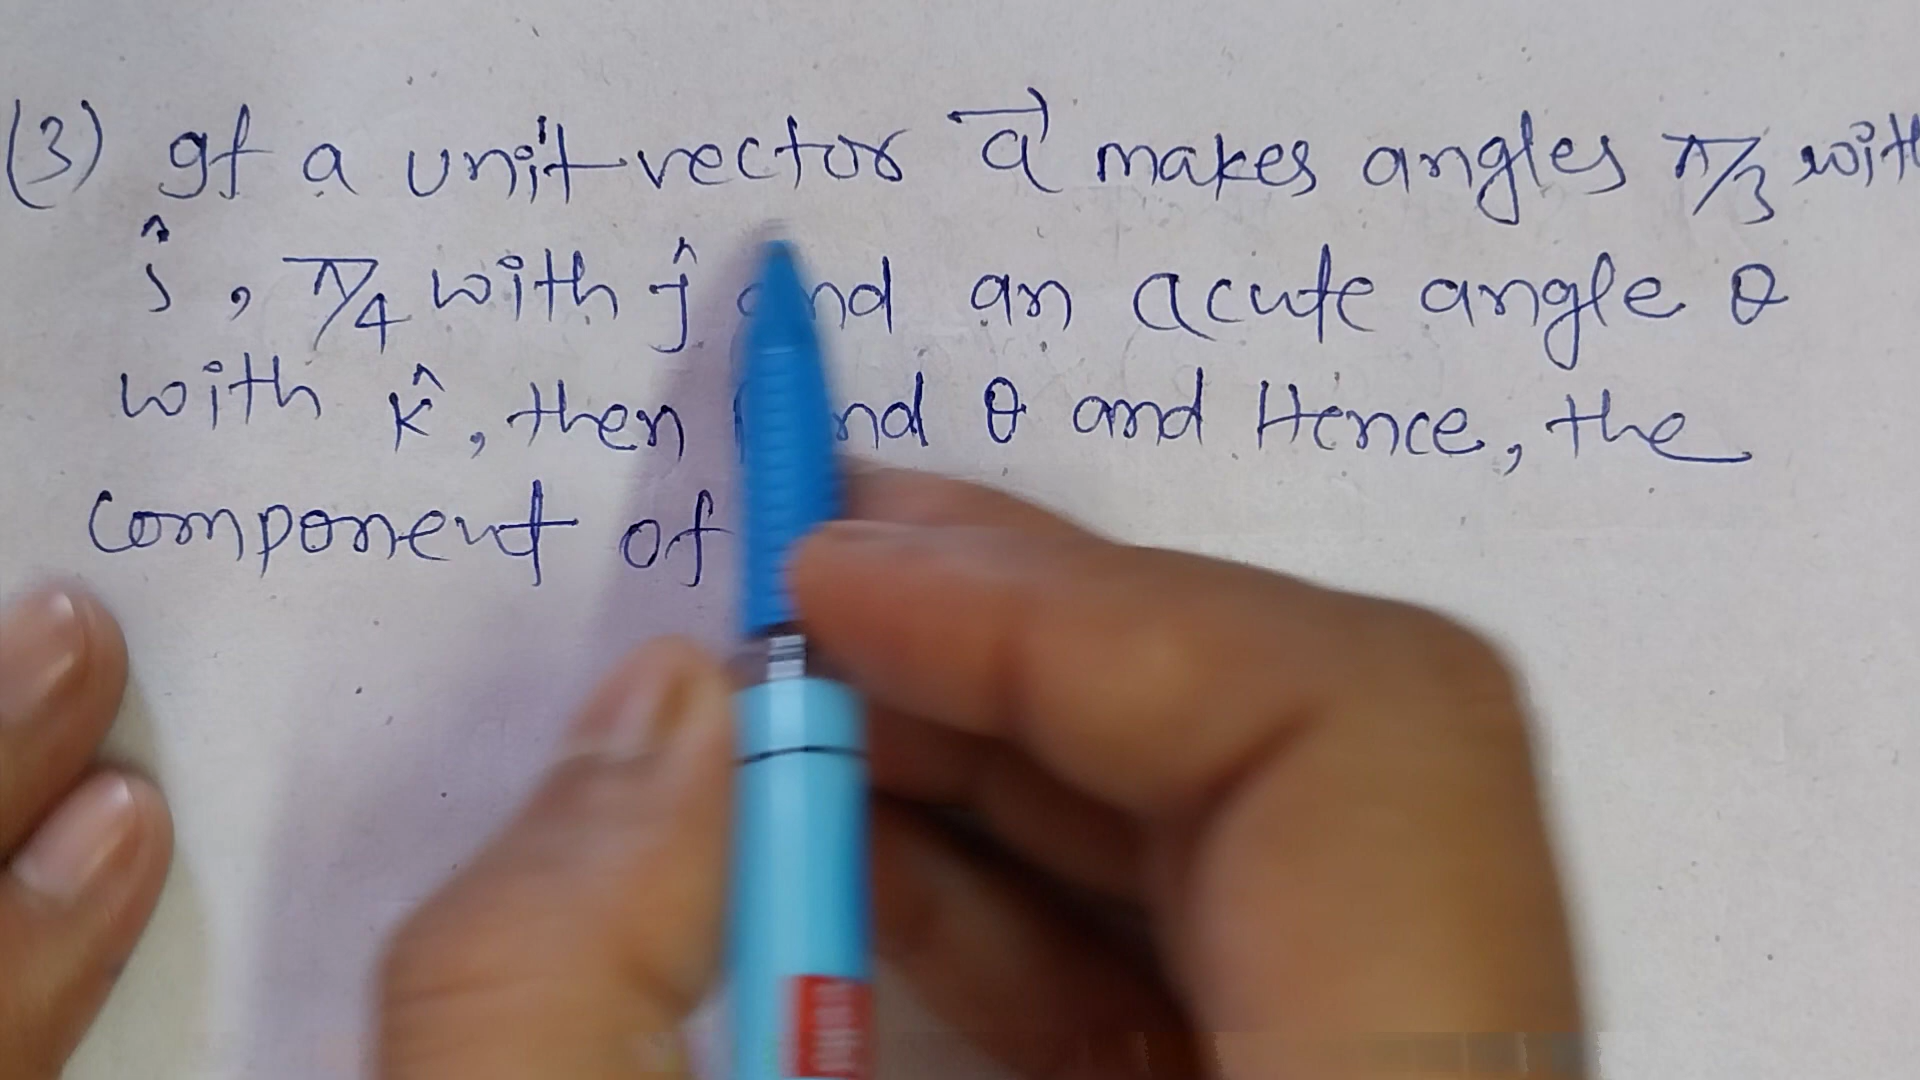 (3) gf a unit vector a⃗ makes angles π/3 with
î, π/4 with ĵ and an acute angle θ
with k̂, then find θ and Hence, the
component of